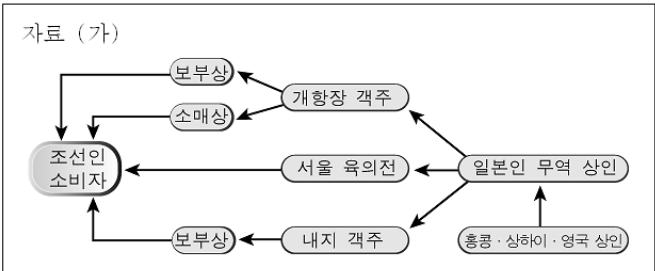 자료 (가)
보부상
개항장 객주
소매상
조선인
소비자
서울 육의전
일본인 무역 상인
보부상
내지 객주
홍콩·상하이·영국 상인